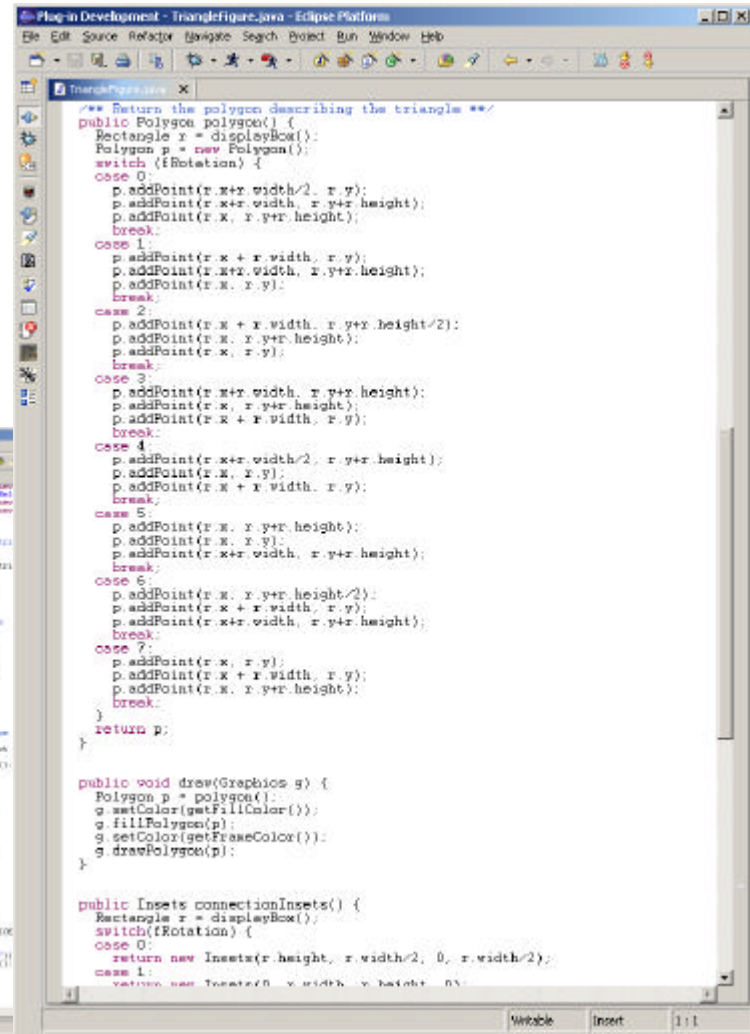 Plug-in Development - TriangleFigure.java - Eclipse Platform
File Edit Source Refactor Navigate Search Project Run Window Help
TriangleFigure.java
/** Return the polygon describing the triangle **/
public Polygon polygon() {
Rectangle r = displayBox();
Polygon p = new Polygon();
switch (fRotation) {
case 0:
p.addPoint(r.x+r.width/2, r.y);
p.addPoint(r.x+r.width, r.y+r.height);
p.addPoint(r.x, r.y+r.height);
break;
case 1:
p.addPoint(r.x + r.width, r.y);
p.addPoint(r.x+r.width, r.y+r.height);
p.addPoint(r.x, r.y);
break;
case 2:
p.addPoint(r.x + r.width, r.y+r.height/2);
p.addPoint(r.x, r.y+r.height);
p.addPoint(r.x, r.y);
break;
case 3:
p.addPoint(r.x+r.width, r.y+r.height);
p.addPoint(r.x, r.y+r.height);
p.addPoint(r.x + r.width, r.y);
break;
case 4:
p.addPoint(r.x+r.width/2, r.y+r.height);
p.addPoint(r.x, r.y);
p.addPoint(r.x + r.width, r.y);
break;
case 5:
p.addPoint(r.x, r.y+r.height);
p.addPoint(r.x, r.y);
p.addPoint(r.x+r.width, r.y+r.height);
break;
case 6:
p.addPoint(r.x, r.y+r.height/2);
p.addPoint(r.x + r.width, r.y);
p.addPoint(r.x+r.width, r.y+r.height);
break;
case 7:
p.addPoint(r.x, r.y);
p.addPoint(r.x + r.width, r.y);
p.addPoint(r.x, r.y+r.height);
break;
}
return p;
}
public void draw(Graphics g) {
Polygon p = polygon();
g.setColor(getFillColor());
g.fillPolygon(p);
g.setColor(getFrameColor());
g.drawPolygon(p);
}
public Insets connectionInsets() {
Rectangle r = displayBox();
switch(fRotation) {
case 0:
return new Insets(r.height, r.width/2, 0, r.width/2);
case 1:
return new Insets(0, r.width, r.height, 0);
Writable Insert 1 : 1